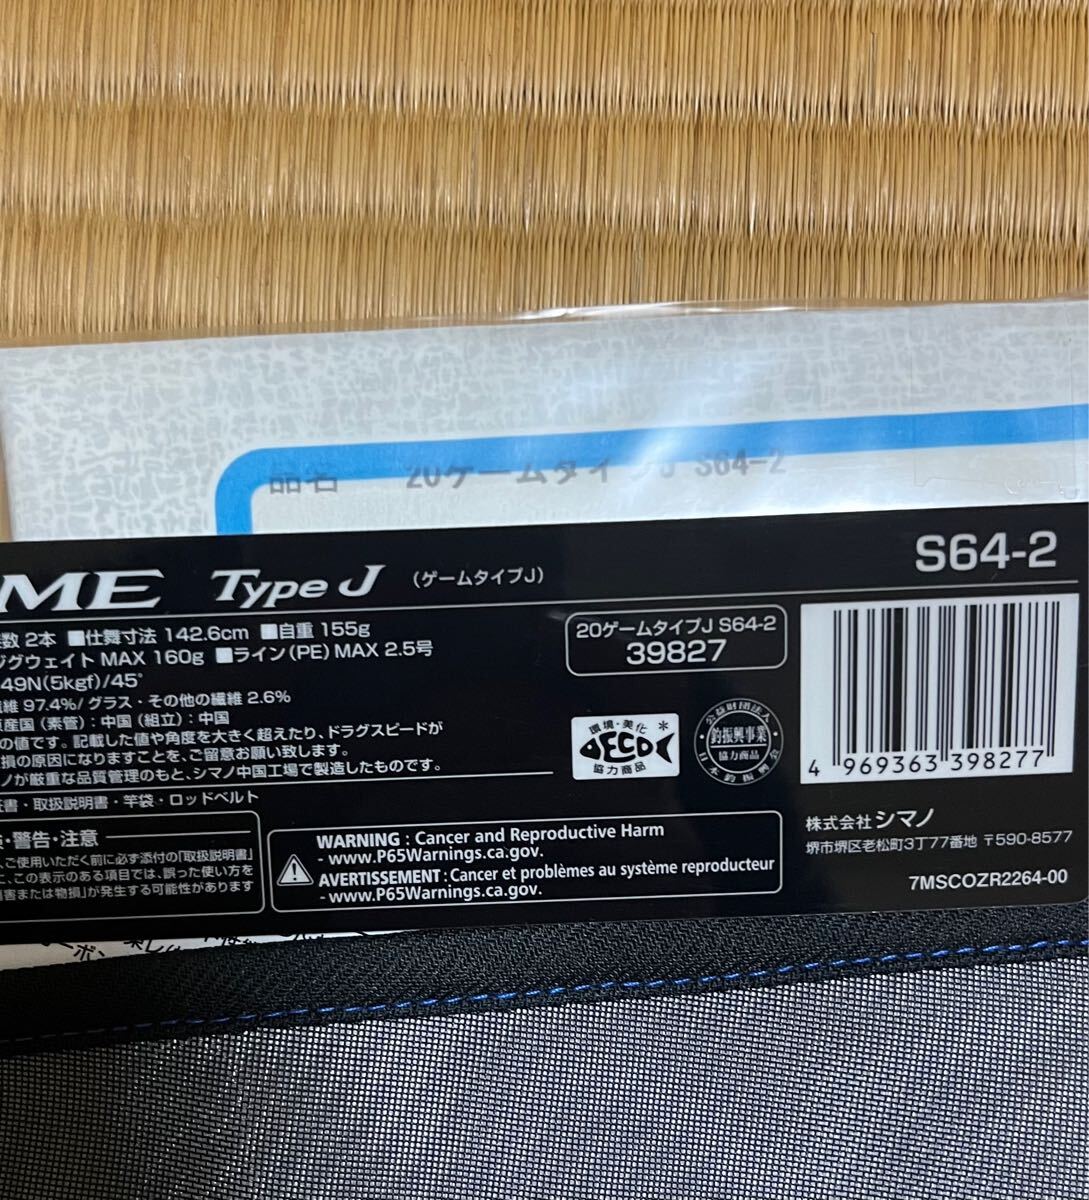 品名 20ゲームタイプJ S64-2
ME Type J (ゲームタイプJ) S64-2
数 2本 ■仕舞寸法 142.6cm ■自重 155g
ジグウェイト MAX 160g ■ライン(PE) MAX 2.5号
49N(5kgf)/45°
維 97.4%/グラス・その他の繊維 2.6%
産国(素管):中国(組立):中国
の値です。記載した値や角度を大きく超えたり、ドラグスピードが
損の原因になりますことを、ご留意お願い致します。
ノが厳重な品質管理のもと、シマノ中国工場で製造したものです。
書・取扱説明書・竿袋・ロッドベルト
・警告・注意
ご使用いただく前に必ず添付の「取扱説明書」
こ、この表示のある項目では、誤った使い方を
害または物損」が発生する可能性があります
20ゲームタイプJ S64-2
39827
環境・美化
ECO
協力商品
公益財団法人
釣振興事業
協力商品
日本釣振興会
4 969363 398277
WARNING : Cancer and Reproductive Harm
- www.P65Warnings.ca.gov.
AVERTISSEMENT : Cancer et problèmes au système reproducteur
- www.P65Warnings.ca.gov.
株式会社シマノ
堺市堺区老松町3丁77番地 〒590-8577
7MSCOZR2264-00